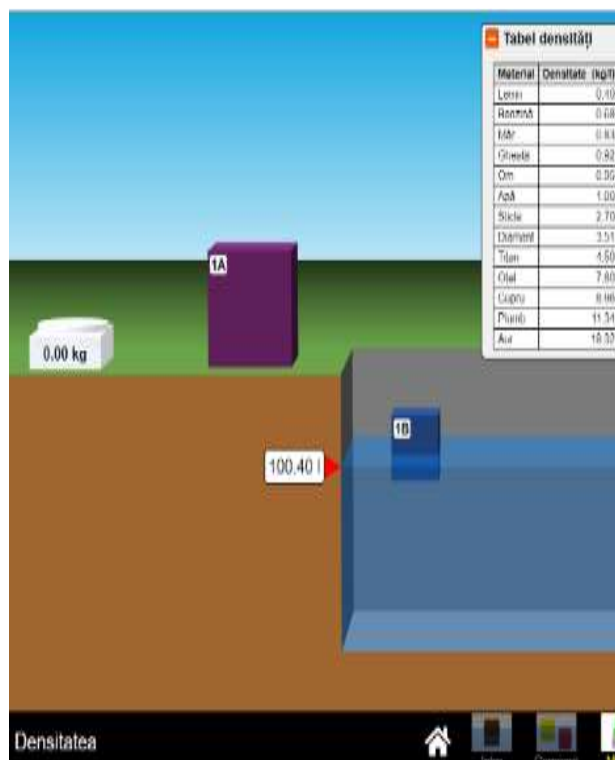 Tabel densități
Material Densitate (kg/l)
Lemn 0.40
Benzină 0.68
Măr 0.83
Gheață 0.92
Om 0.95
Apă 1.00
Sticlă 2.70
Diamant 3.51
Titan 4.50
Oțel 7.80
Cupru 8.96
Plumb 11.34
Aur 19.32
1A
0.00 kg
1B
100.40 l
Densitatea